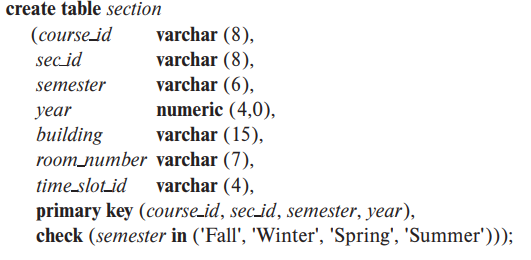 create table section
(course_id varchar (8),
sec_id varchar (8),
semester varchar (6),
year numeric (4,0),
building varchar (15),
room_number varchar (7),
time_slot_id varchar (4),
primary key (course_id, sec_id, semester, year),
check (semester in ('Fall', 'Winter', 'Spring', 'Summer')));